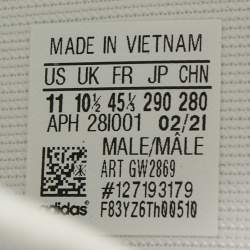 MADE IN VIETNAM
US UK FR JP CHN
11 10½ 45⅓ 290 280
APH 28I001 02/21
MALE/MÂLE
ART GW2869
#127193179
adidas F83YZ6Th00510